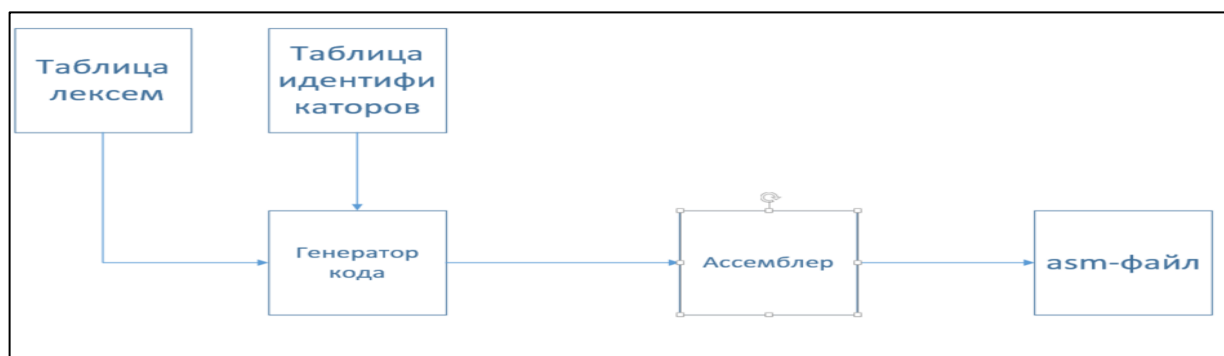 Таблица
лексем
Таблица
идентифи
каторов
Генератор
кода
Ассемблер
asm-файл